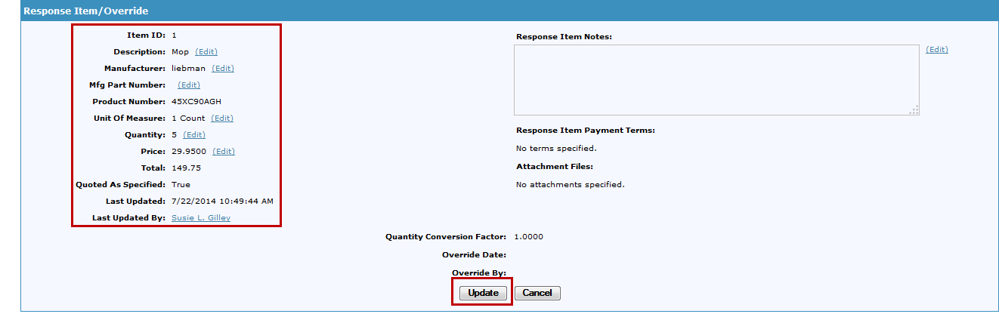 Response Item/Override
Item ID: 1
Description: Mop (Edit)
Manufacturer: liebman (Edit)
Mfg Part Number: (Edit)
Product Number: 45XC90AGH
Unit Of Measure: 1 Count (Edit)
Quantity: 5 (Edit)
Price: 29.9500 (Edit)
Total: 149.75
Quoted As Specified: True
Last Updated: 7/22/2014 10:49:44 AM
Last Updated By: Susie L. Gilley
Response Item Notes:
(Edit)
Response Item Payment Terms:
No terms specified.
Attachment Files:
No attachments specified.
Quantity Conversion Factor: 1.0000
Override Date:
Override By:
Update Cancel